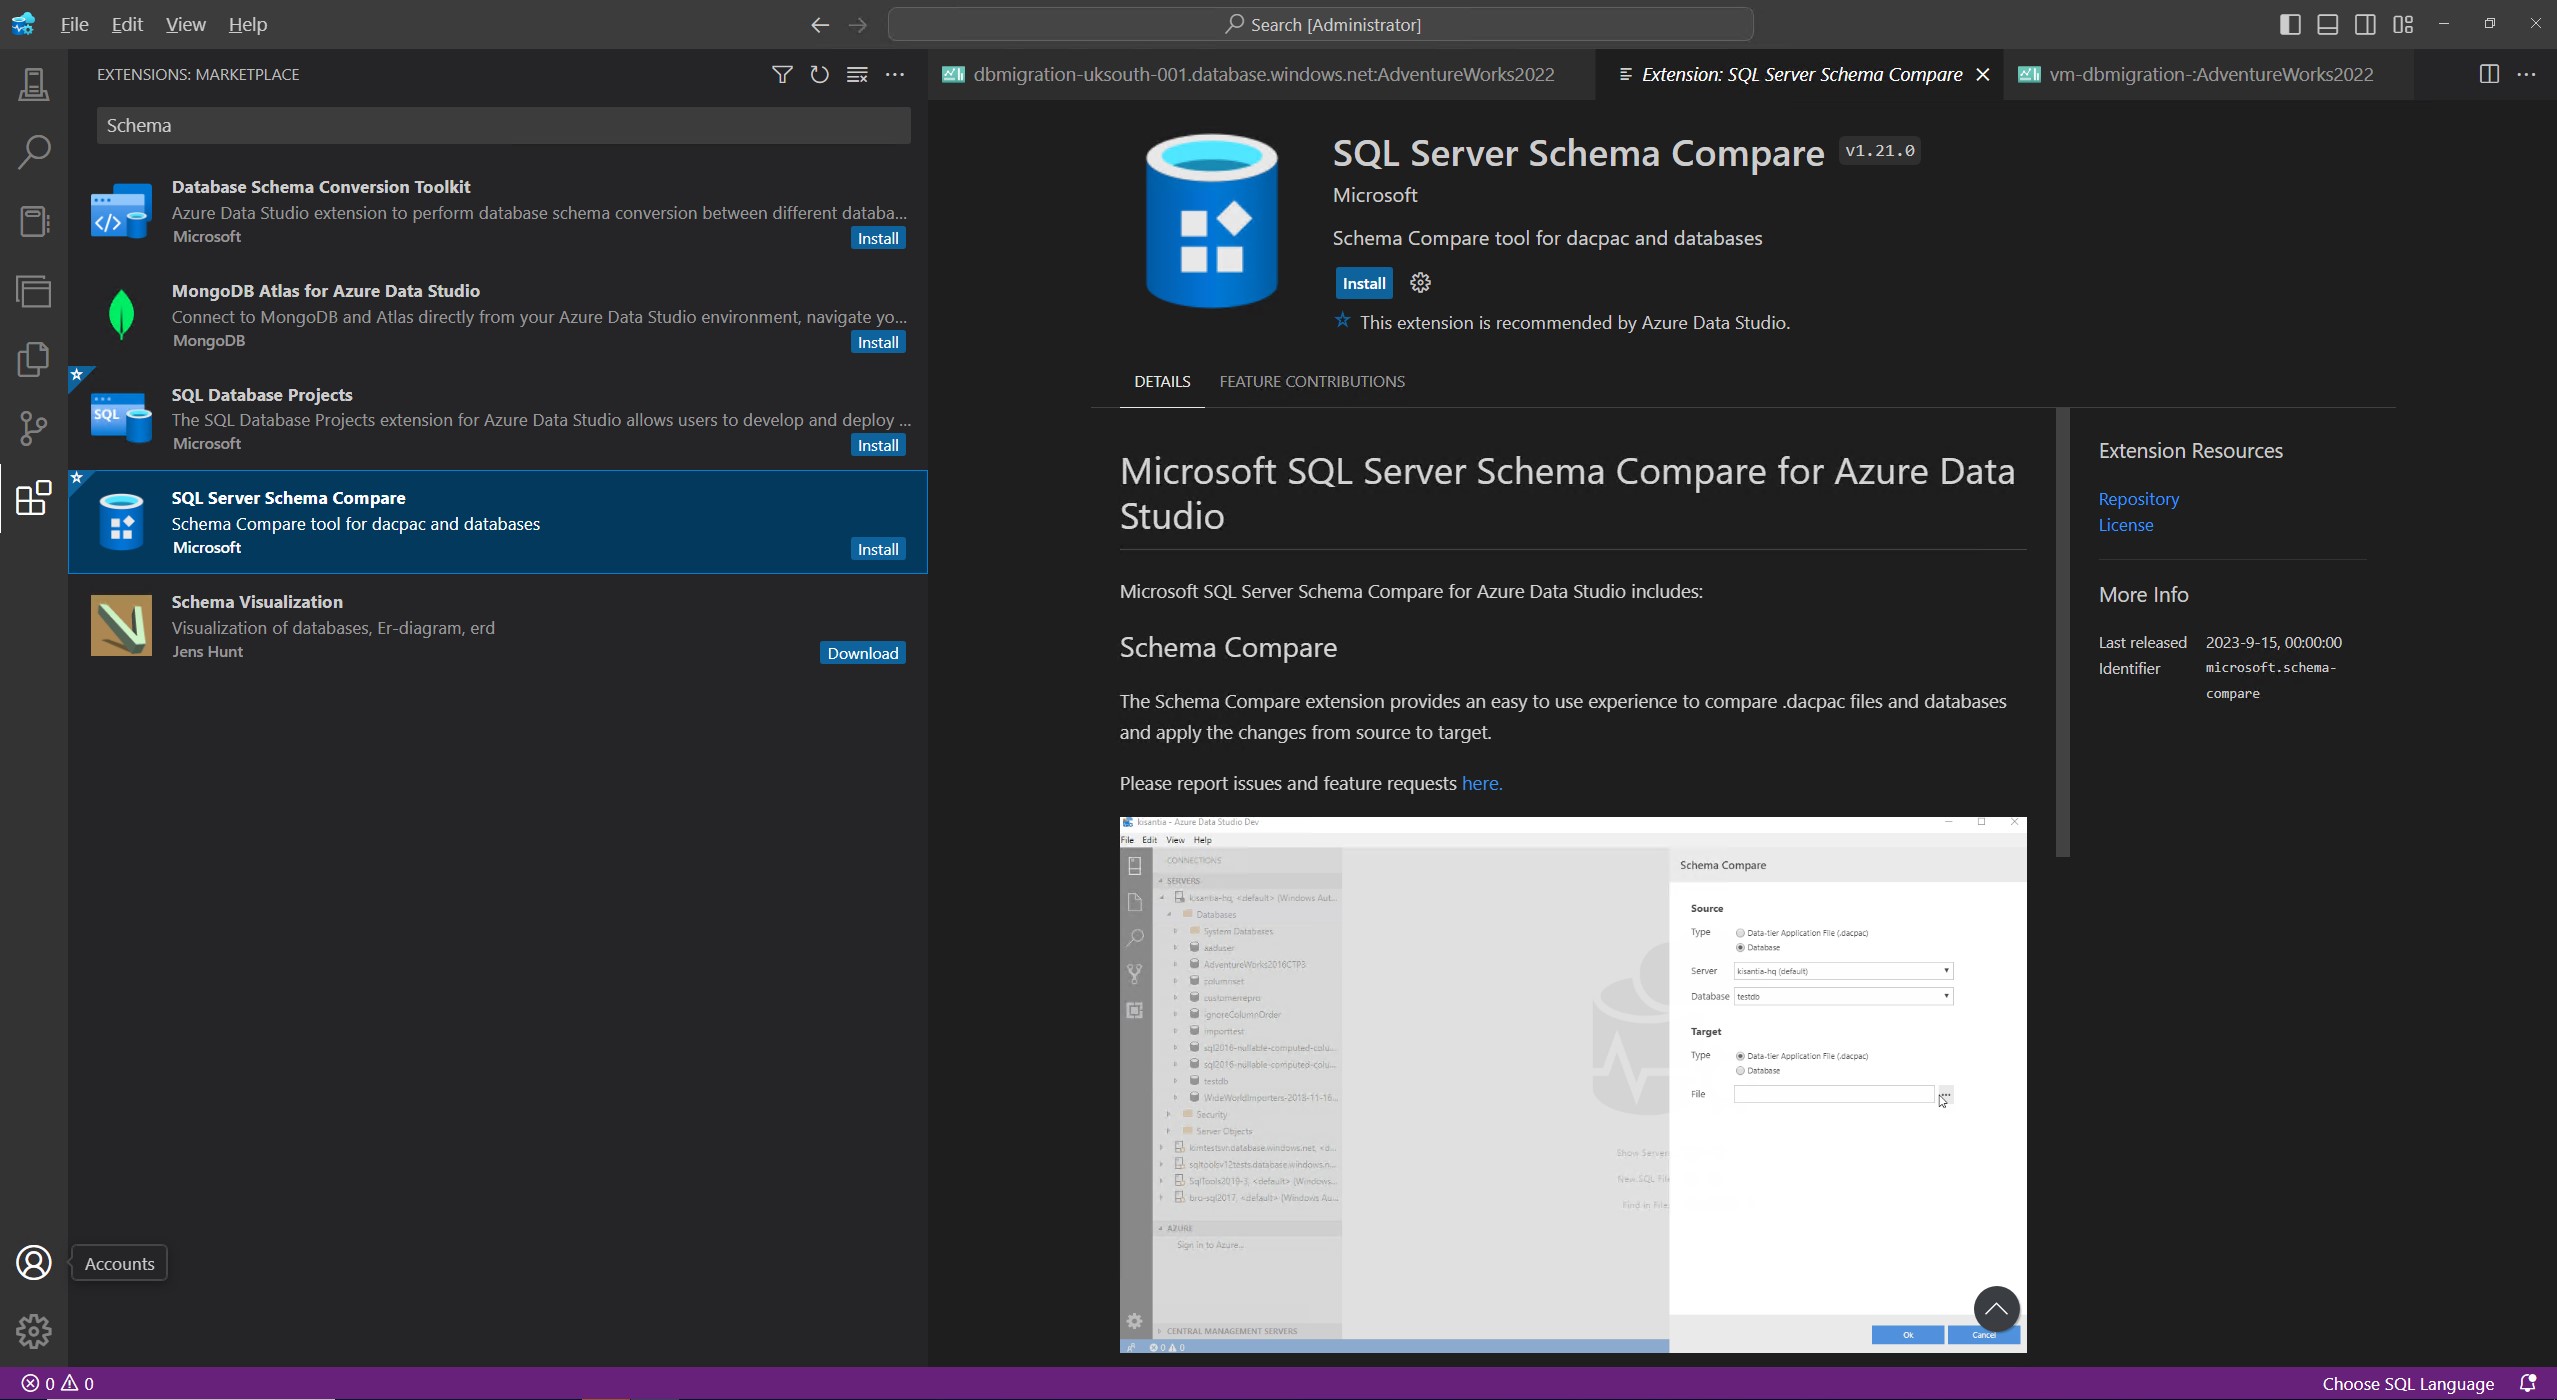 File Edit View Help
Search [Administrator]
EXTENSIONS: MARKETPLACE
Schema
Database Schema Conversion Toolkit
Azure Data Studio extension to perform database schema conversion between different databa...
Microsoft
Install
MongoDB Atlas for Azure Data Studio
Connect to MongoDB and Atlas directly from your Azure Data Studio environment, navigate yo...
MongoDB
Install
SQL Database Projects
The SQL Database Projects extension for Azure Data Studio allows users to develop and deploy ...
Microsoft
Install
SQL Server Schema Compare
Schema Compare tool for dacpac and databases
Microsoft
Install
Schema Visualization
Visualization of databases, Er-diagram, erd
Jens Hunt
Download
Accounts
dbmigration-uksouth-001.database.windows.net:AdventureWorks2022
Extension: SQL Server Schema Compare
vm-dbmigration-:AdventureWorks2022
SQL Server Schema Compare v1.21.0
Microsoft
Schema Compare tool for dacpac and databases
Install
This extension is recommended by Azure Data Studio.
DETAILS FEATURE CONTRIBUTIONS
Microsoft SQL Server Schema Compare for Azure Data
Studio
Microsoft SQL Server Schema Compare for Azure Data Studio includes:
Schema Compare
The Schema Compare extension provides an easy to use experience to compare .dacpac files and databases
and apply the changes from source to target.
Please report issues and feature requests here.
kisantia - Azure Data Studio Dev
File Edit View Help
CONNECTIONS
SERVERS
kisantia-hq, <default> (Windows Aut...
Databases
System Databases
aaduser
AdventureWorks2016CTP3
columnset
customerrepro
ignoreColumnOrder
importtest
sql2016-nullable-computed-colu...
sql2016-nullable-computed-colu...
testdb
WideWorldImporters-2018-11-16...
Security
Server Objects
kimtestsvr.database.windows.net, <d...
sqltoolsv12tests.database.windows.n...
SqlTools2019-3, <default> (Windows...
bro-sql2017, <default> (Windows Au...
AZURE
Sign in to Azure...
CENTRAL MANAGEMENT SERVERS
0 0
Show Server
New SQL File
Find in File
Schema Compare
Source
Type Data-tier Application File (.dacpac)
Database
Server kisantia-hq (default)
Database testdb
Target
Type Data-tier Application File (.dacpac)
Database
File
Ok Cancel
Extension Resources
Repository
License
More Info
Last released 2023-9-15, 00:00:00
Identifier microsoft.schema-
compare
0 0
Choose SQL Language